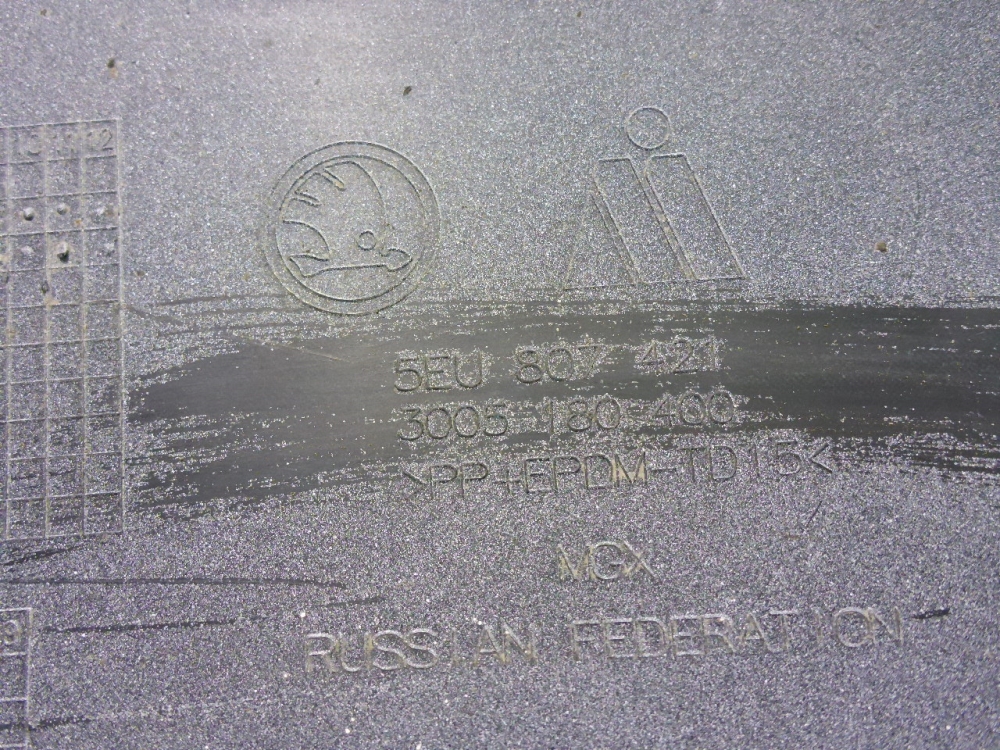 5EU 807 421
3005 180 400
>PP+EPDM-TD15<
MGX
RUSSIAN FEDERATION